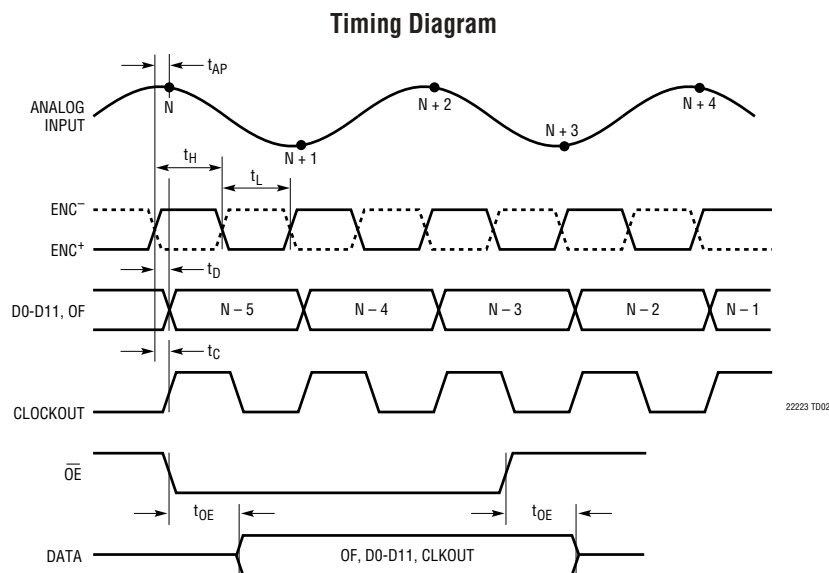 Timing Diagram
tAP
ANALOG
INPUT
N
N + 1
N + 2
N + 3
N + 4
tH
tL
ENC–
ENC+
tD
D0-D11, OF
N – 5
N – 4
N – 3
N – 2
N – 1
tC
CLOCKOUT
22223 TD02
OE
tOE
tOE
DATA
OF, D0-D11, CLKOUT